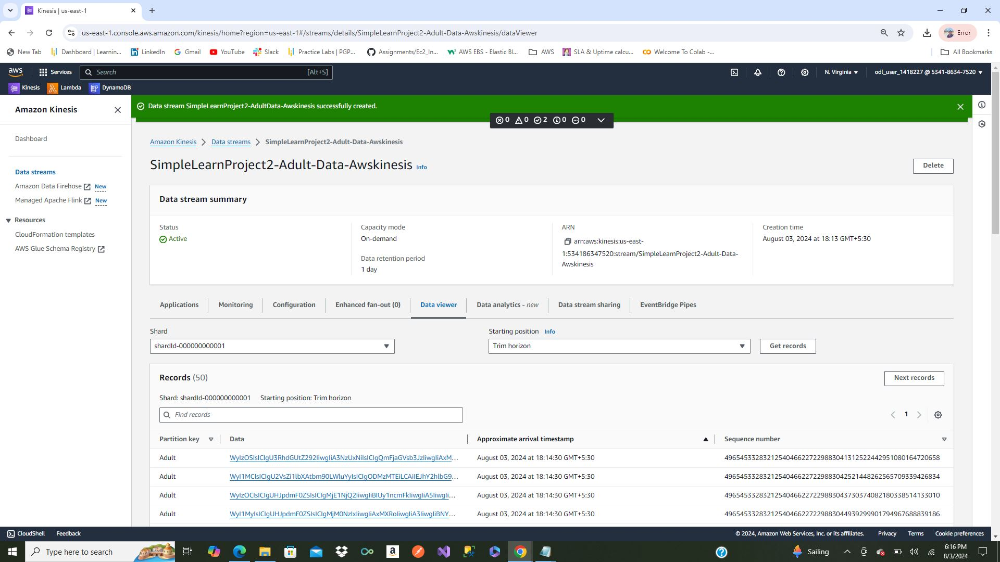 Kinesis | us-east-1
us-east-1.console.aws.amazon.com/kinesis/home?region=us-east-1#/streams/details/SimpleLearnProject2-Adult-Data-Awskinesis/dataViewer
Error
New Tab
Dashboard | Learnin...
LinkedIn
Gmail
YouTube
Slack
Practice Labs | PGP...
Assignments/Ec2_In...
AWS EBS - Elastic Bl...
AWS
SLA & Uptime calcu...
Welcome To Colab -...
All Bookmarks
aws
Services
Search
[Alt+S]
N. Virginia
odl_user_1418227 @ 5341-8634-7520
Kinesis
Lambda
DynamoDB
Amazon Kinesis
Dashboard
Data streams
Amazon Data Firehose New
Managed Apache Flink New
Resources
CloudFormation templates
AWS Glue Schema Registry
Data stream SimpleLearnProject2-AdultData-Awskinesis successfully created.
0 0 2 0 0
Amazon Kinesis
Data streams
SimpleLearnProject2-Adult-Data-Awskinesis
SimpleLearnProject2-Adult-Data-Awskinesis Info
Delete
Data stream summary
Status
Active
Capacity mode
On-demand
Data retention period
1 day
ARN
arn:aws:kinesis:us-east-
1:534186347520:stream/SimpleLearnProject2-Adult-Data-
Awskinesis
Creation time
August 03, 2024 at 18:13 GMT+5:30
Applications
Monitoring
Configuration
Enhanced fan-out (0)
Data viewer
Data analytics - new
Data stream sharing
EventBridge Pipes
Shard
shardId-000000000001
Starting position Info
Trim horizon
Get records
Records (50)
Next records
Shard: shardId-000000000001 Starting position: Trim horizon
Find records
1
Partition key Data Approximate arrival timestamp Sequence number
Adult August 03, 2024 at 18:14:30 GMT+5:30 49654533283212540466227229883041312522442951080164720658
Adult August 03, 2024 at 18:14:30 GMT+5:30 49654533283212540466227229883042521448262565709339426834
Adult August 03, 2024 at 18:14:30 GMT+5:30 49654533283212540466227229883043730374082180338514133010
Adult August 03, 2024 at 18:14:30 GMT+5:30 49654533283212540466227229883044939299901794967688839186
CloudShell
Feedback
© 2024, Amazon Web Services, Inc. or its affiliates.
Privacy
Terms
Cookie preferences
Type here to search
Sailing
6:16 PM
8/3/2024